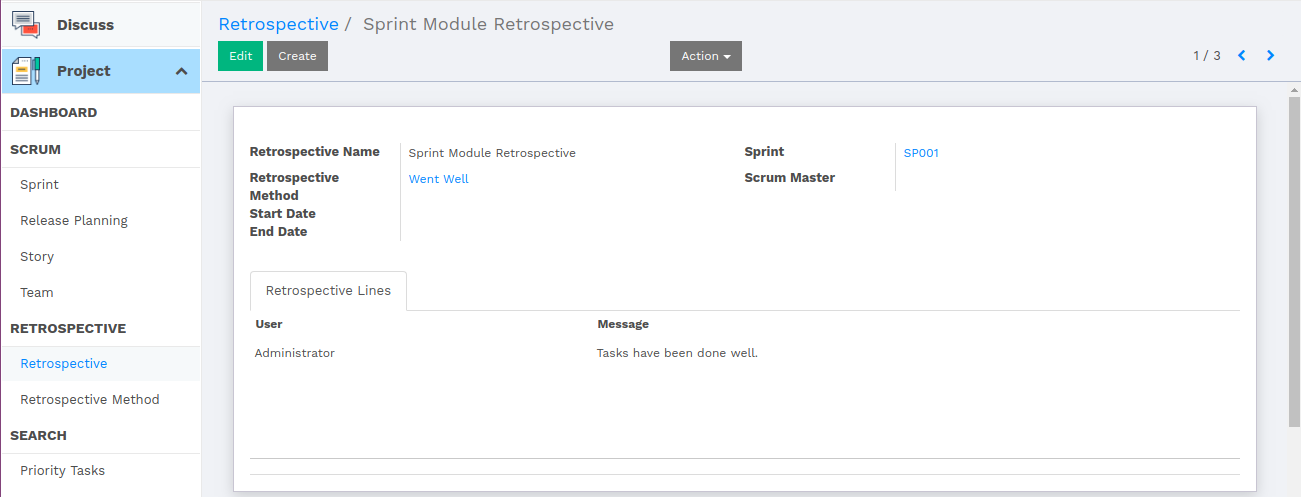 Discuss
Project
DASHBOARD
SCRUM
Sprint
Release Planning
Story
Team
RETROSPECTIVE
Retrospective
Retrospective Method
SEARCH
Priority Tasks
Retrospective / Sprint Module Retrospective
Edit Create Action 1 / 3
Retrospective Name Sprint Module Retrospective Sprint SP001
Retrospective Went Well Scrum Master
Method
Start Date
End Date
Retrospective Lines
User Message
Administrator Tasks have been done well.